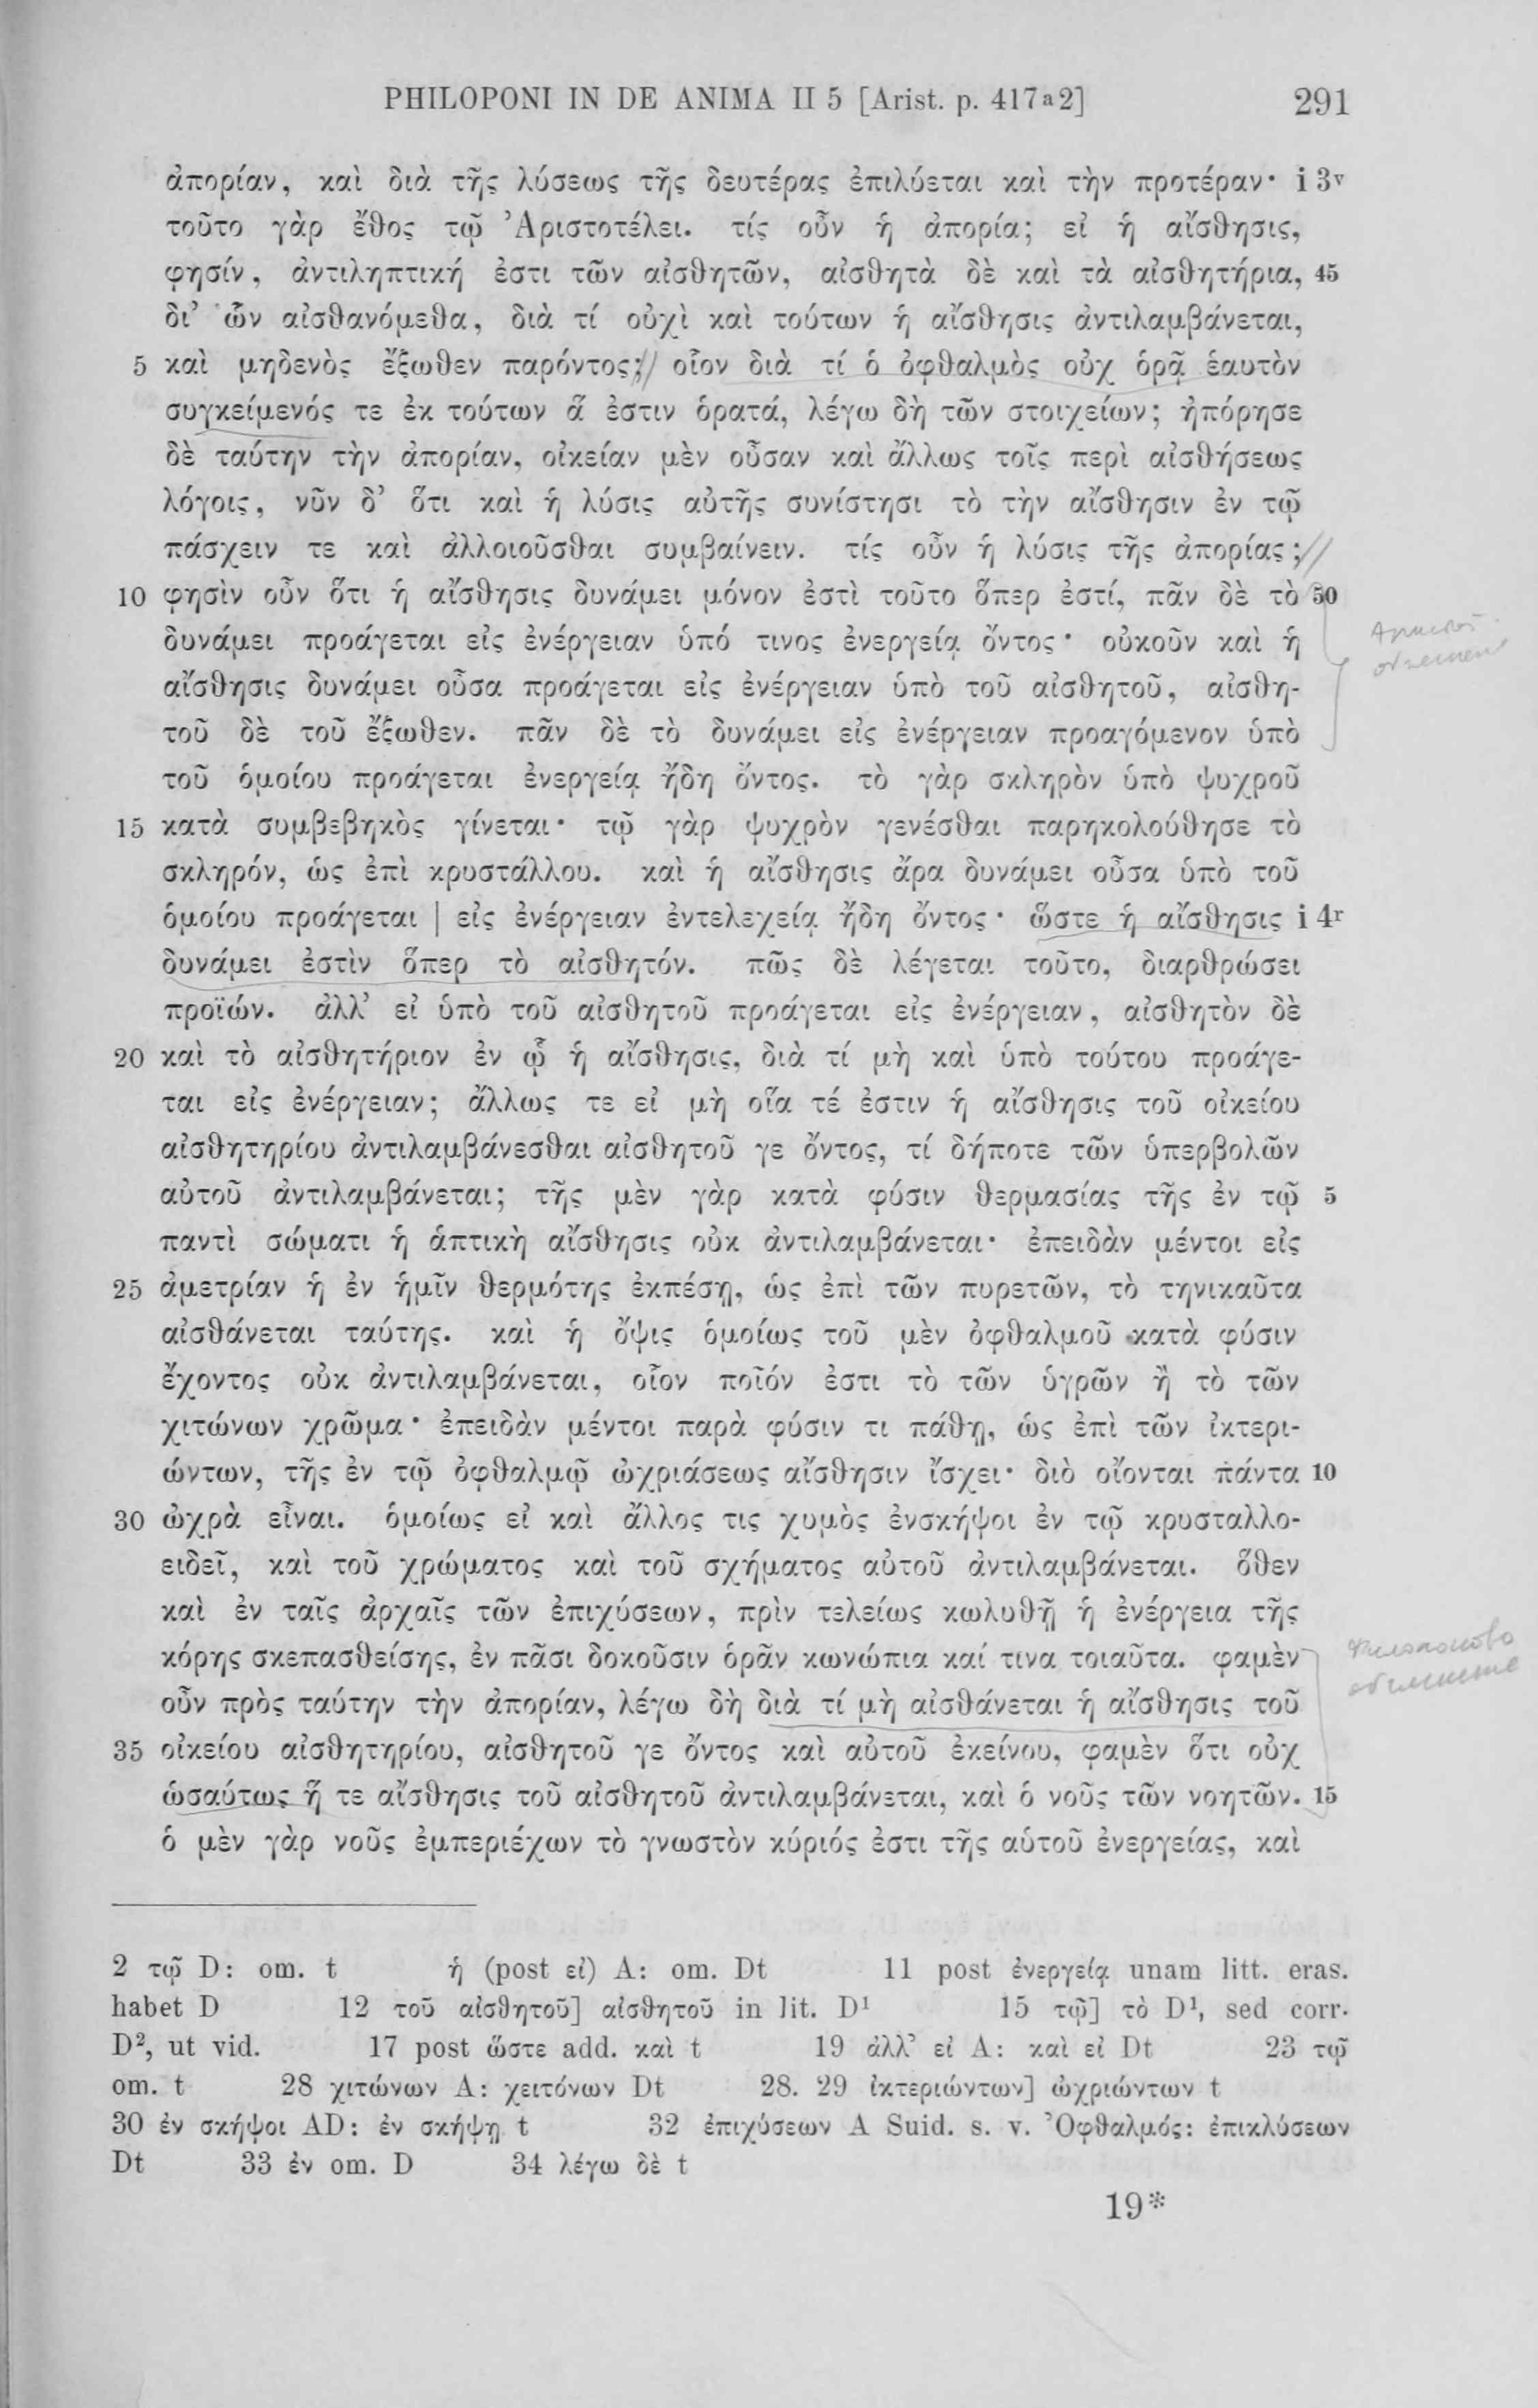 PHILOPONI IN DE ANIMA II 5 [Arist. p. 417a2] 291
ἀπορίαν, καὶ διὰ τῆς λύσεως τῆς δευτέρας ἐπιλύεται καὶ τὴν προτέραν· i 3v
τοῦτο γὰρ ἔθος τῷ Ἀριστοτέλει. τίς οὖν ἡ ἀπορία; εἰ ἡ αἴσθησις,
φησίν, ἀντιληπτική ἐστι τῶν αἰσθητῶν, αἰσθητὰ δὲ καὶ τὰ αἰσθητήρια, 45
δι’ ὧν αἰσθανόμεθα, διὰ τί οὐχὶ καὶ τούτων ἡ αἴσθησις ἀντιλαμβάνεται,
5 καὶ μηδενὸς ἔξωθεν παρόντος; οἷον διὰ τί ὁ ὀφθαλμὸς οὐχ ὁρᾷ ἑαυτὸν
συγκείμενός τε ἐκ τούτων ἅ ἐστιν ὁρατά, λέγω δὴ τῶν στοιχείων; ἠπόρησε
δὲ ταύτην τὴν ἀπορίαν, οἰκείαν μὲν οὖσαν καὶ ἄλλως τοῖς περὶ αἰσθήσεως
λόγοις, νῦν δ’ ὅτι καὶ ἡ λύσις αὐτῆς συνίστησι τὸ τὴν αἴσθησιν ἐν τῷ
πάσχειν τε καὶ ἀλλοιοῦσθαι συμβαίνειν. τίς οὖν ἡ λύσις τῆς ἀπορίας;
10 φησὶν οὖν ὅτι ἡ αἴσθησις δυνάμει μόνον ἐστὶ τοῦτο ὅπερ ἐστί, πᾶν δὲ τὸ 50
δυνάμει προάγεται εἰς ἐνέργειαν ὑπό τινος ἐνεργείᾳ ὄντος· οὐκοῦν καὶ ἡ
αἴσθησις δυνάμει οὖσα προάγεται εἰς ἐνέργειαν ὑπὸ τοῦ αἰσθητοῦ, αἰσθη-
τοῦ δὲ τοῦ ἔξωθεν. πᾶν δὲ τὸ δυνάμει εἰς ἐνέργειαν προαγόμενον ὑπὸ
τοῦ ὁμοίου προάγεται ἐνεργείᾳ ἤδη ὄντος. τὸ γὰρ σκληρὸν ὑπὸ ψυχροῦ
15 κατὰ συμβεβηκὸς γίνεται· τῷ γὰρ ψυχρὸν γενέσθαι παρηκολούθησε τὸ
σκληρόν, ὡς ἐπὶ κρυστάλλου. καὶ ἡ αἴσθησις ἄρα δυνάμει οὖσα ὑπὸ τοῦ
ὁμοίου προάγεται | εἰς ἐνέργειαν ἐντελεχείᾳ ἤδη ὄντος· ὥστε ἡ αἴσθησις i 4r
δυνάμει ἐστὶν ὅπερ τὸ αἰσθητόν. πῶς δὲ λέγεται τοῦτο, διαρθρώσει
προϊών. ἀλλ’ εἰ ὑπὸ τοῦ αἰσθητοῦ προάγεται εἰς ἐνέργειαν, αἰσθητὸν δὲ
20 καὶ τὸ αἰσθητήριον ἐν ᾧ ἡ αἴσθησις, διὰ τί μὴ καὶ ὑπὸ τούτου προάγε-
ται εἰς ἐνέργειαν; ἄλλως τε εἰ μὴ οἵα τέ ἐστιν ἡ αἴσθησις τοῦ οἰκείου
αἰσθητηρίου ἀντιλαμβάνεσθαι αἰσθητοῦ γε ὄντος, τί δήποτε τῶν ὑπερβολῶν
αὐτοῦ ἀντιλαμβάνεται; τῆς μὲν γὰρ κατὰ φύσιν θερμασίας τῆς ἐν τῷ 5
παντὶ σώματι ἡ ἁπτικὴ αἴσθησις οὐκ ἀντιλαμβάνεται· ἐπειδὰν μέντοι εἰς
25 ἀμετρίαν ἡ ἐν ἡμῖν θερμότης ἐκπέσῃ, ὡς ἐπὶ τῶν πυρετῶν, τὸ τηνικαῦτα
αἰσθάνεται ταύτης. καὶ ἡ ὄψις ὁμοίως τοῦ μὲν ὀφθαλμοῦ κατὰ φύσιν
ἔχοντος οὐκ ἀντιλαμβάνεται, οἷον ποῖόν ἐστι τὸ τῶν ὑγρῶν ἢ τὸ τῶν
χιτώνων χρῶμα· ἐπειδὰν μέντοι παρὰ φύσιν τι πάθῃ, ὡς ἐπὶ τῶν ἰκτερι-
ώντων, τῆς ἐν τῷ ὀφθαλμῷ ὠχριάσεως αἴσθησιν ἴσχει· διὸ οἴονται πάντα 10
30 ὠχρὰ εἶναι. ὁμοίως εἰ καὶ ἄλλος τις χυμὸς ἐνσκήψοι ἐν τῷ κρυσταλλο-
ειδεῖ, καὶ τοῦ χρώματος καὶ τοῦ σχήματος αὐτοῦ ἀντιλαμβάνεται. ὅθεν
καὶ ἐν ταῖς ἀρχαῖς τῶν ἐπιχύσεων, πρὶν τελείως κωλυθῇ ἡ ἐνέργεια τῆς
κόρης σκεπασθείσης, ἐν πᾶσι δοκοῦσιν ὁρᾶν κωνώπια καί τινα τοιαῦτα. φαμὲν
οὖν πρὸς ταύτην τὴν ἀπορίαν, λέγω δὴ διὰ τί μὴ αἰσθάνεται ἡ αἴσθησις τοῦ
35 οἰκείου αἰσθητηρίου, αἰσθητοῦ γε ὄντος καὶ αὐτοῦ ἐκείνου, φαμὲν ὅτι οὐχ
ὡσαύτως ἥ τε αἴσθησις τοῦ αἰσθητοῦ ἀντιλαμβάνεται, καὶ ὁ νοῦς τῶν νοητῶν. 15
ὁ μὲν γὰρ νοῦς ἐμπεριέχων τὸ γνωστὸν κύριός ἐστι τῆς αὑτοῦ ἐνεργείας, καὶ
2 τῷ D: om. t ἡ (post εἰ) A: om. Dt 11 post ἐνεργείᾳ unam litt. eras.
habet D 12 τοῦ αἰσθητοῦ] αἰσθητοῦ in lit. D1 15 τῷ] τὸ D1, sed corr.
D2, ut vid. 17 post ὥστε add. καὶ t 19 ἀλλ’ εἰ A: καὶ εἰ Dt 23 τῷ
om. t 28 χιτώνων A: χειτόνων Dt 28. 29 ἰκτεριώντων] ὠχριώντων t
30 ἐν σκήψοι AD: ἐν σκήψῃ t 32 ἐπιχύσεων A Suid. s. v. Ὀφθαλμός: ἐπικλύσεων
Dt 33 ἐν om. D 34 λέγω δὲ t
19*